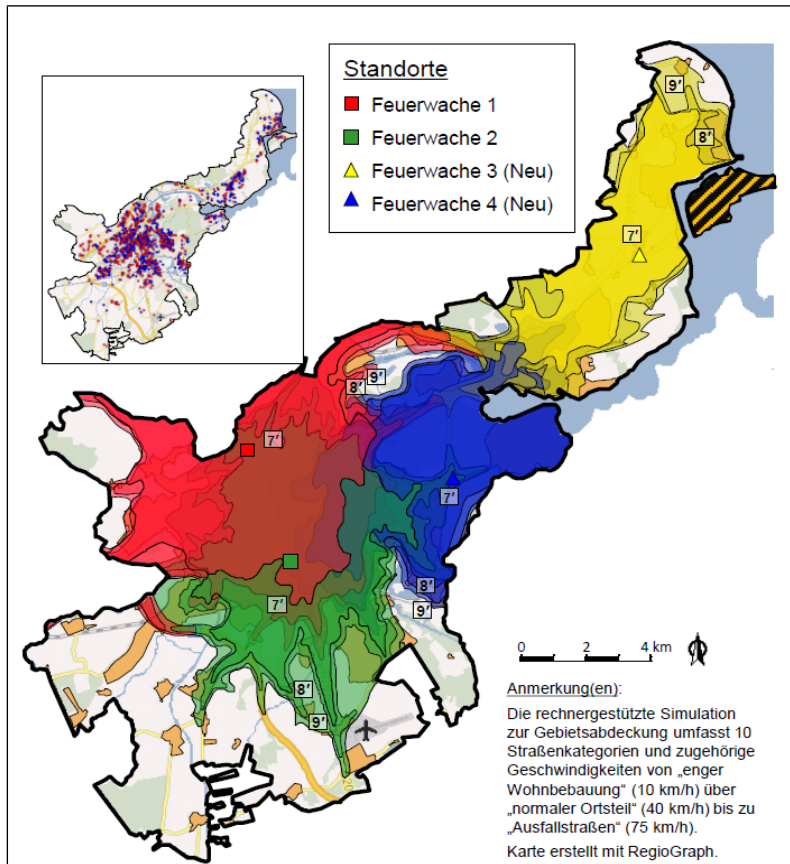 Standorte
Feuerwache 1
Feuerwache 2
Feuerwache 3 (Neu)
Feuerwache 4 (Neu)
9'
8'
7'
8'
9'
7'
7'
8'
9'
7'
8'
9'
20
0 2 4 km
Anmerkung(en):
Die rechnergestützte Simulation
zur Gebietsabdeckung umfasst 10
Straßenkategorien und zugehörige
Geschwindigkeiten von „enger
Wohnbebauung“ (10 km/h) über
„normaler Ortsteil“ (40 km/h) bis zu
„Ausfallstraßen“ (75 km/h).
Karte erstellt mit RegioGraph.